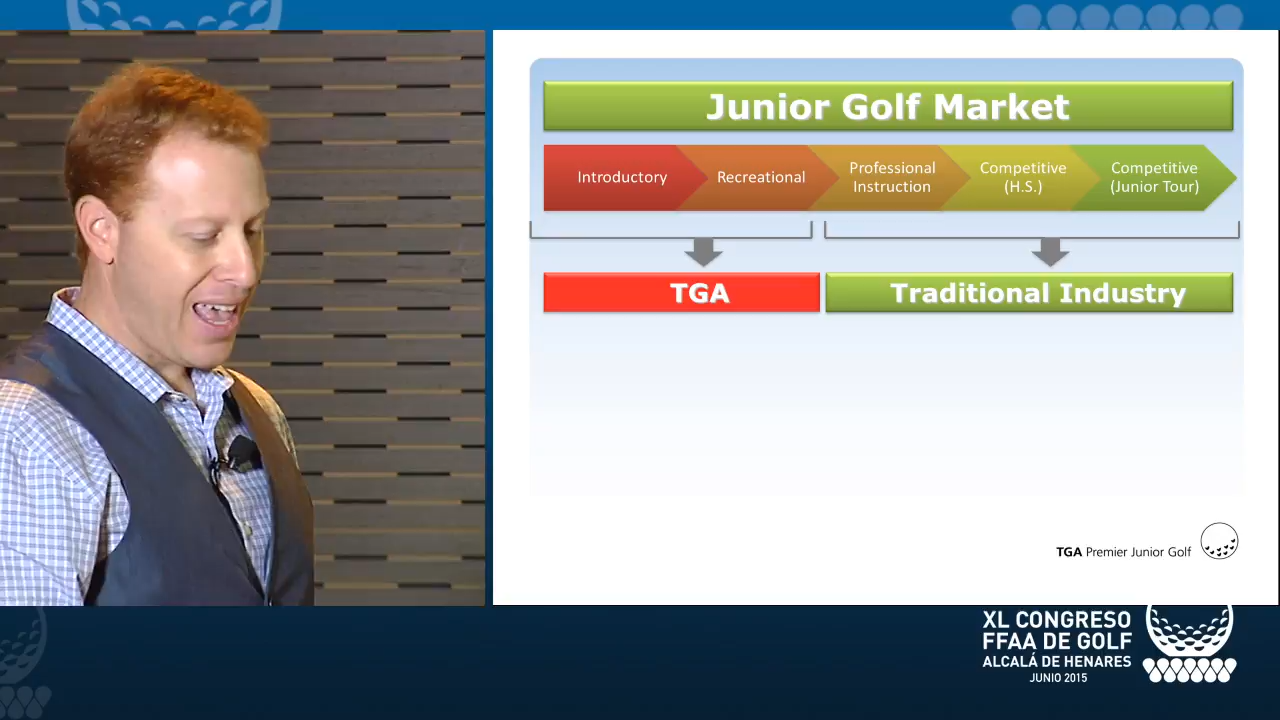 Junior Golf Market
Introductory
Recreational
Professional
Instruction
Competitive
(H.S.)
Competitive
(Junior Tour)
TGA
Traditional Industry
TGA Premier Junior Golf
XL CONGRESO
FFAA DE GOLF
ALCALÁ DE HENARES
JUNIO 2015